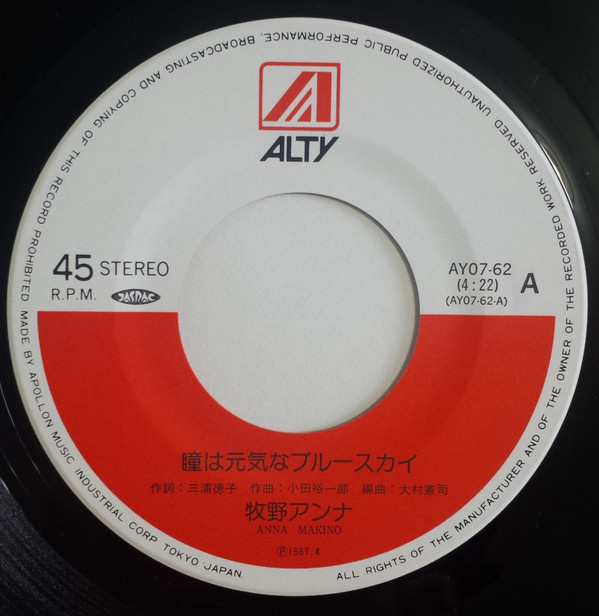 ALTY
45 STEREO
R.P.M. JASRAC
AY07-62
(4:22)
(AY07-62-A)
A
瞳は元気なブルースカイ
作詞：三浦徳子 作曲：小田裕一郎 編曲：大村憲司
牧野アンナ
ANNA MAKINO
Ⓟ1987.4
ALL RIGHTS OF THE MANUFACTURER AND OF THE OWNER OF THE RECORDED WORK RESERVED UNAUTHORIZED PUBLIC PERFORMANCE, BROADCASTING AND COPYING OF THIS RECORD PROHIBITED. MADE BY APOLLON MUSIC INDUSTRIAL CORP. TOKYO JAPAN